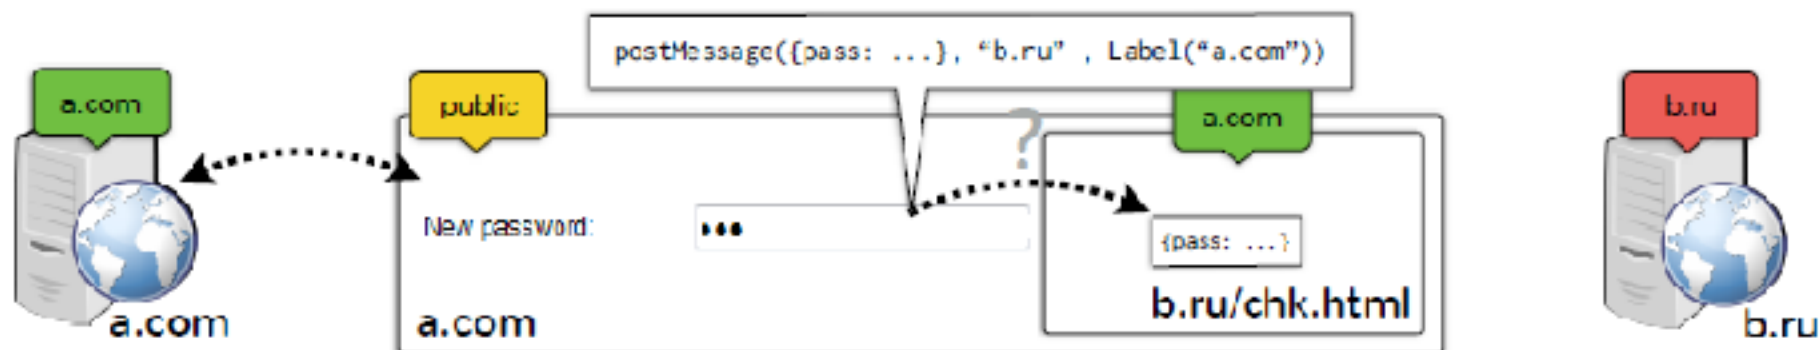 postMessage({pass: ...}, “b.ru” , Label(“a.com”))
a.com
public
a.com
b.ru
?
New password:
{pass: ...}
b.ru/chk.html
a.com
a.com
b.ru